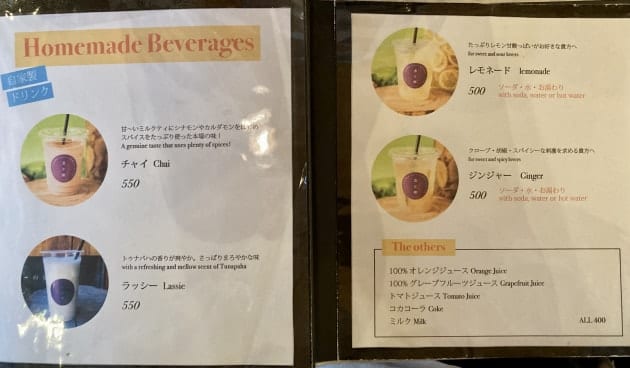 Homemade Beverages
自家製
ドリンク
甘〜いミルクティにシナモンやカルダモンをはじめ
スパイスをたっぷり使った本場の味！
A genuine taste that uses plenty of spices!
チャイ Chai
550
トゥナパハの香りが爽やか。さっぱりまろやかな味
with a refreshing and mellow scent of Tunapaha
ラッシー Lassie
550
たっぷりレモン甘酸っぱいがお好きな貴方へ
for sweet and sour lovers
レモネード lemonade
500
ソーダ・水・お湯わり
with soda, water or hot water
クローブ・胡椒・スパイシーな刺激を求める貴方へ
for sweet and spicy lovers
ジンジャー Ginger
500
ソーダ・水・お湯わり
with soda, water or hot water
The others
100% オレンジジュース Orange Juice
100% グレープフルーツジュース Grapefruit Juice
トマトジュース Tomato Juice
コカコーラ Coke
ミルク Milk
ALL 400